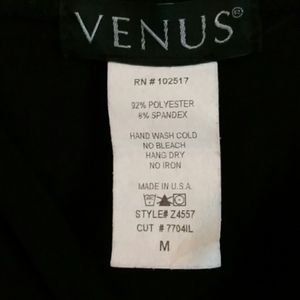 VENUS®
RN # 102517
92% POLYESTER
8% SPANDEX
HAND WASH COLD
NO BLEACH
HANG DRY
NO IRON
MADE IN U.S.A.
STYLE# Z4557
CUT # 7704IL
M